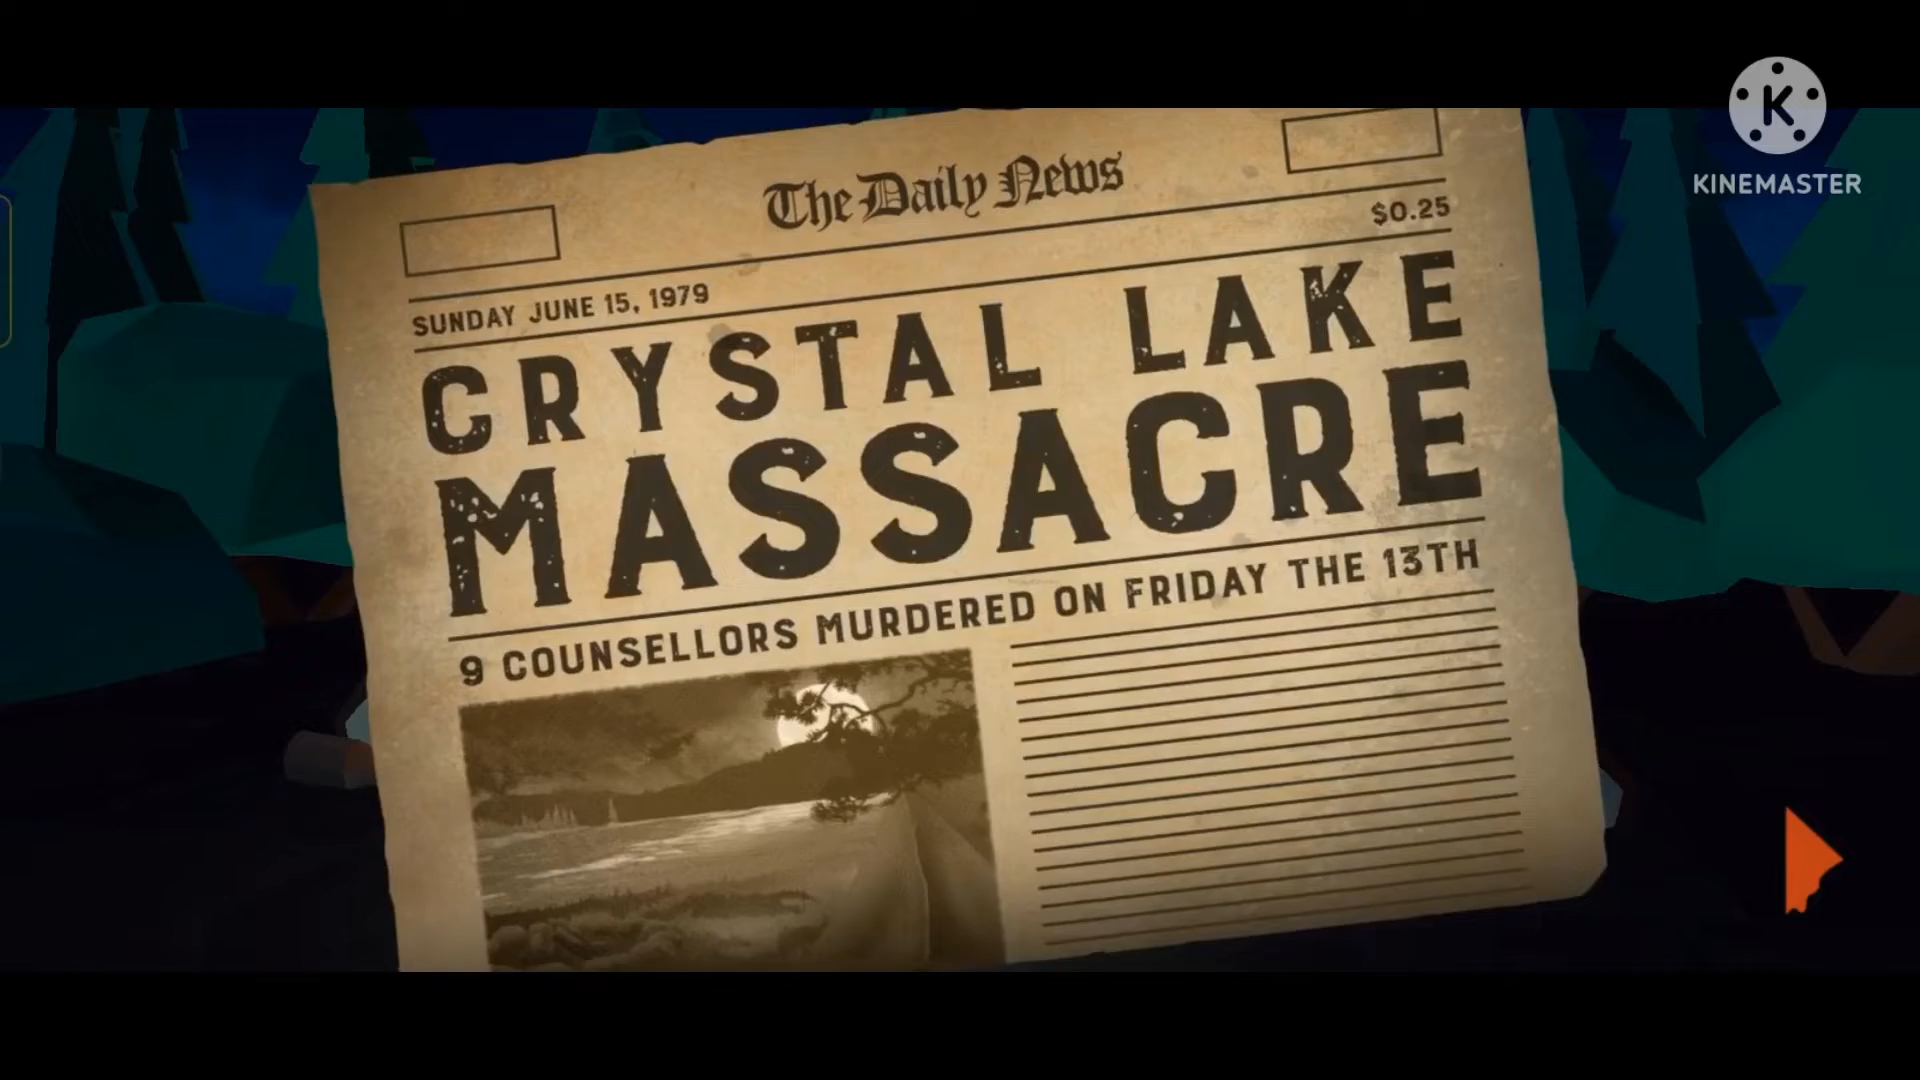 K
KINEMASTER
The Daily News
$0.25
SUNDAY JUNE 15, 1979
CRYSTAL LAKE
MASSACRE
9 COUNSELLORS MURDERED ON FRIDAY THE 13TH